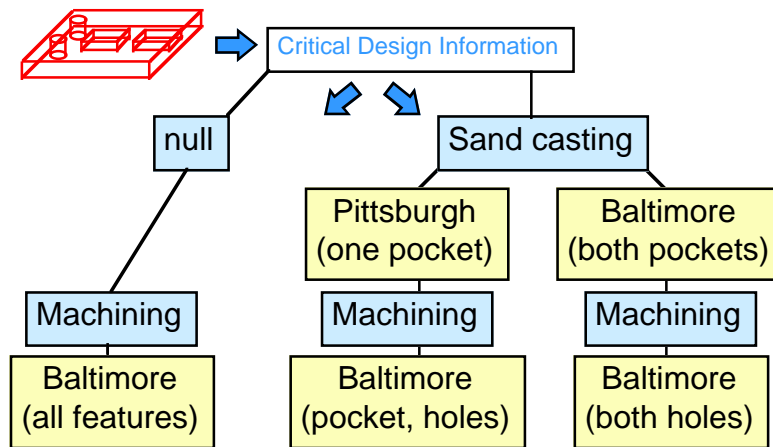 Critical Design Information
null
Sand casting
Pittsburgh
(one pocket)
Baltimore
(both pockets)
Machining
Machining
Machining
Baltimore
(all features)
Baltimore
(pocket, holes)
Baltimore
(both holes)